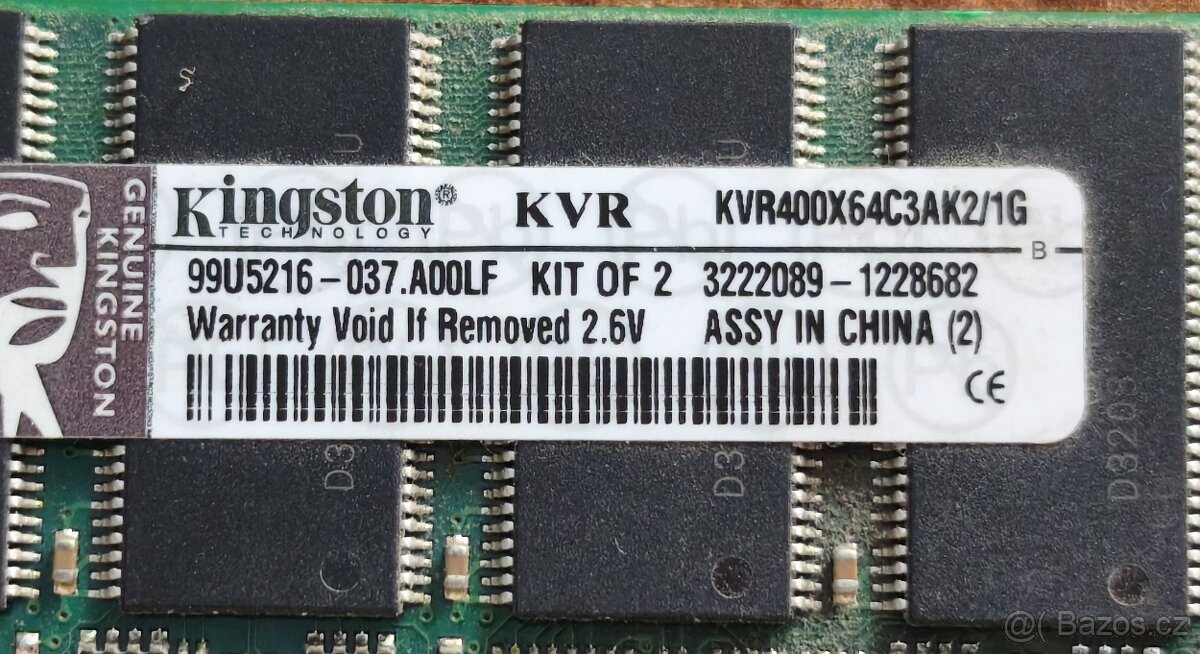 GENUINE
KINGSTON
Kingston® KVR KVR400X64C3AK2/1G
TECHNOLOGY
B
99U5216-037.A00LF KIT OF 2 3222089-1228682
Warranty Void If Removed 2.6V ASSY IN CHINA (2)
CE
D3
D3
D3203
@( Bazos.cz